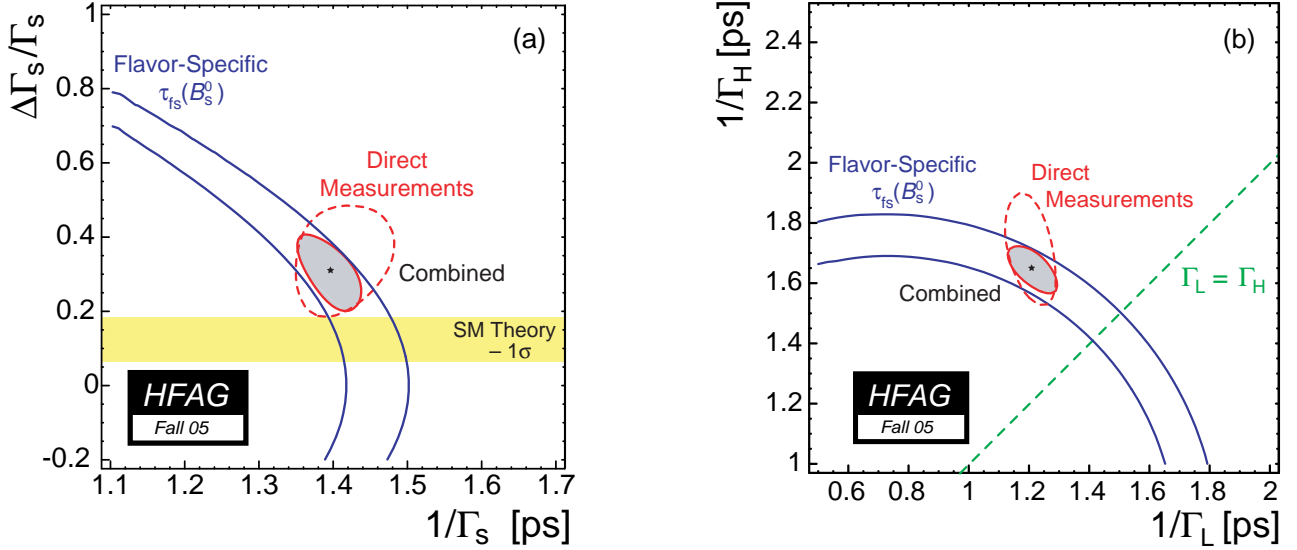 (a)
ΔΓs/Γs
1
0.8
0.6
0.4
0.2
0
-0.2
Flavor-Specific
τfs(B⁰s)
Direct
Measurements
Combined
SM Theory
– 1σ
HFAG
Fall 05
1.1
1.2
1.3
1.4
1.5
1.6
1.7
1/Γs [ps]
(b)
1/ΓH [ps]
2.4
2.2
2
1.8
1.6
1.4
1.2
1
Flavor-Specific
τfs(B⁰s)
Direct
Measurements
Combined
ΓL = ΓH
HFAG
Fall 05
0.6
0.8
1
1.2
1.4
1.6
1.8
2
1/ΓL [ps]